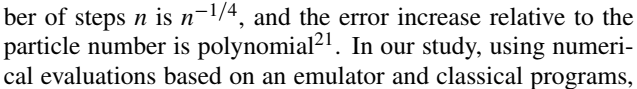 ber of steps n is n^{−1/4}, and the error increase relative to the
particle number is polynomial^{21}. In our study, using numeri-
cal evaluations based on an emulator and classical programs,